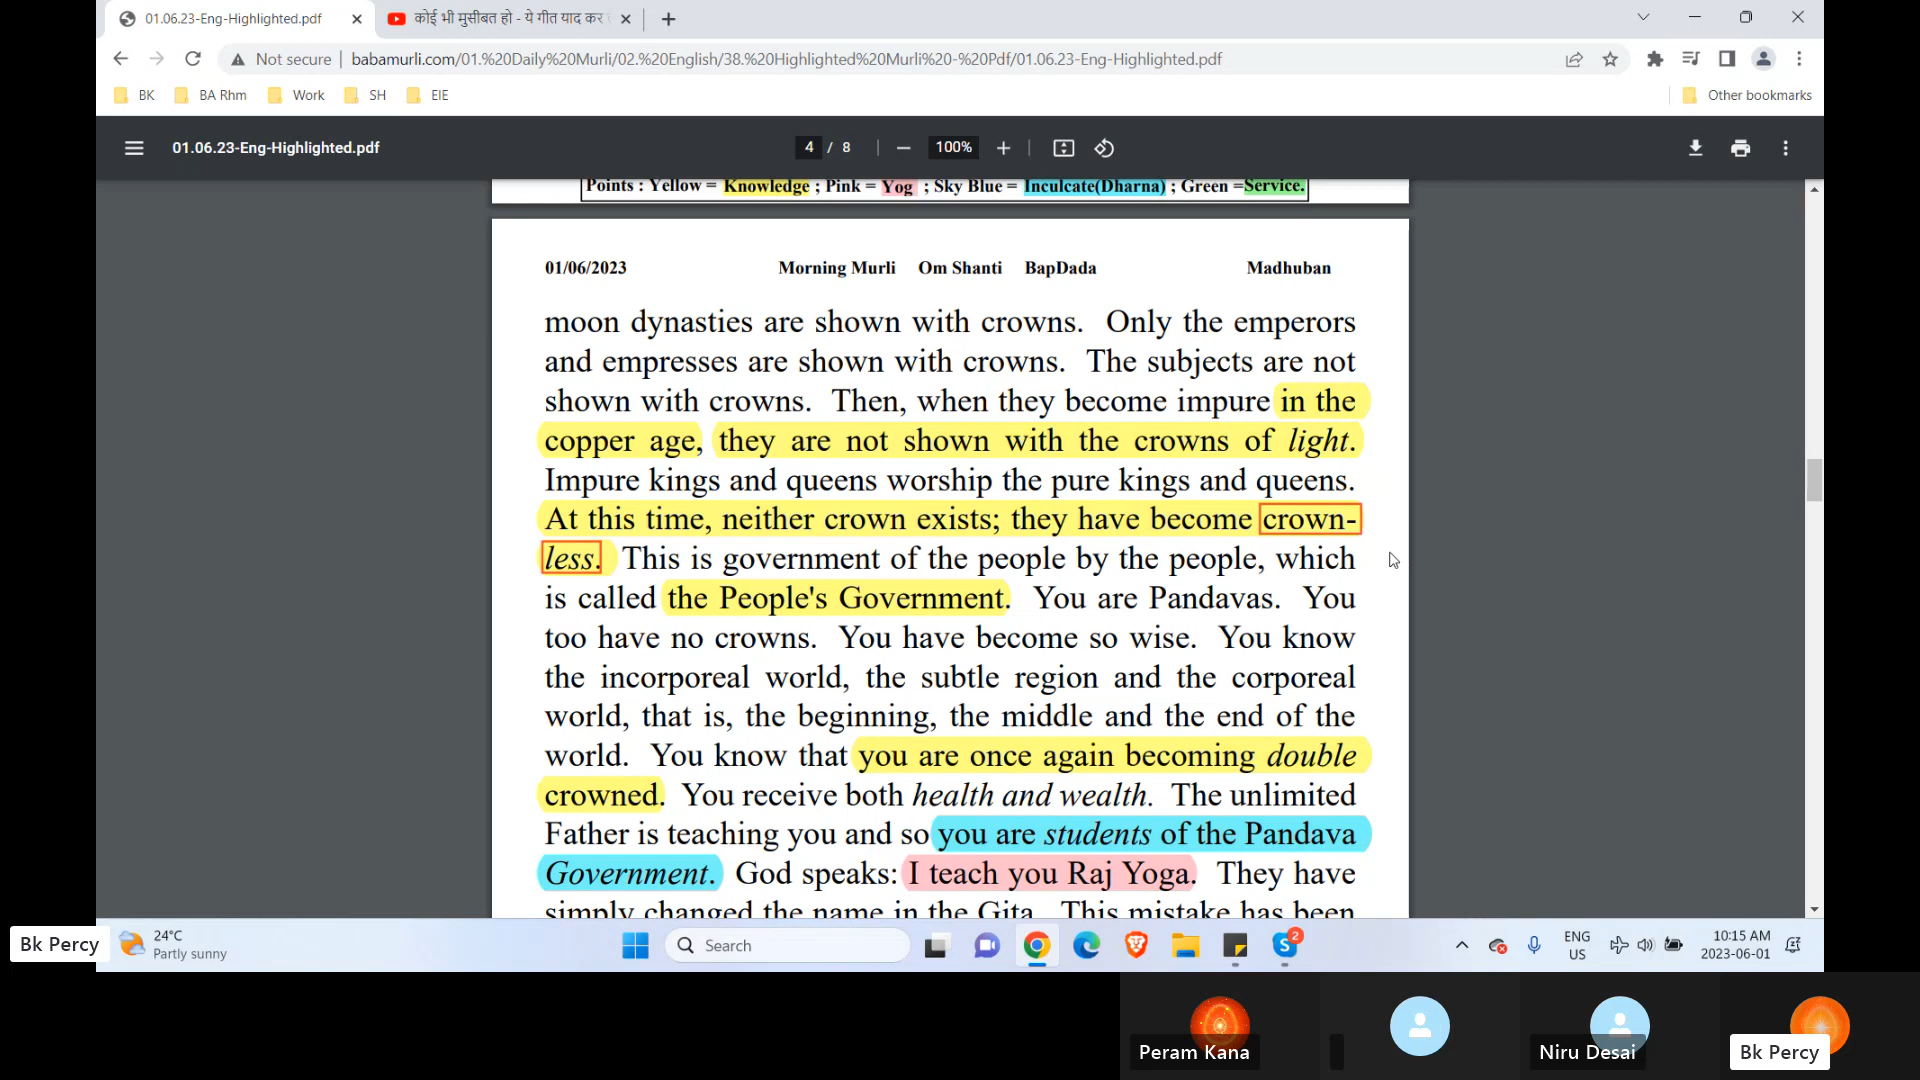 01.06.23-Eng-Highlighted.pdf
कोई भी मुसीबत हो - ये गीत याद कर
Not secure
babamurli.com/01.%20Daily%20Murli/02.%20English/38.%20Highlighted%20Murli%20-%20Pdf/01.06.23-Eng-Highlighted.pdf
BK BA Rhm Work SH EIE Other bookmarks
01.06.23-Eng-Highlighted.pdf 4 / 8 100%
Points : Yellow = Knowledge ; Pink = Yog ; Sky Blue = Inculcate(Dharna) ; Green =Service.
01/06/2023 Morning Murli Om Shanti BapDada Madhuban
moon dynasties are shown with crowns. Only the emperors
and empresses are shown with crowns. The subjects are not
shown with crowns. Then, when they become impure in the
copper age, they are not shown with the crowns of light.
Impure kings and queens worship the pure kings and queens.
At this time, neither crown exists; they have become crown-
less. This is government of the people by the people, which
is called the People's Government. You are Pandavas. You
too have no crowns. You have become so wise. You know
the incorporeal world, the subtle region and the corporeal
world, that is, the beginning, the middle and the end of the
world. You know that you are once again becoming double
crowned. You receive both health and wealth. The unlimited
Father is teaching you and so you are students of the Pandava
Government. God speaks: I teach you Raj Yoga. They have
simply changed the name in the Gita. This mistake has been
Bk Percy
24°C
Partly sunny
Search
2
ENG
US
10:15 AM
2023-06-01
Peram Kana
Niru Desai
Bk Percy